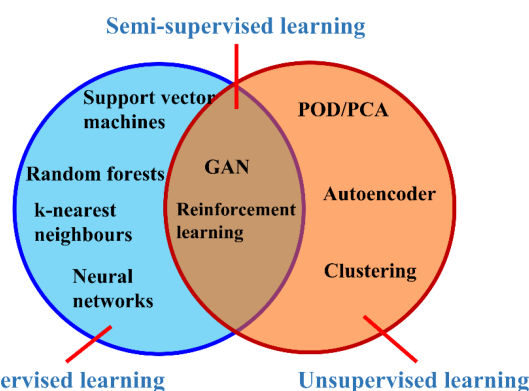 Semi-supervised learning
Support vector
machines
POD/PCA
GAN
Random forests
Autoencoder
k-nearest
neighbours
Reinforcement
learning
Clustering
Neural
networks
ervised learning
Unsupervised learning